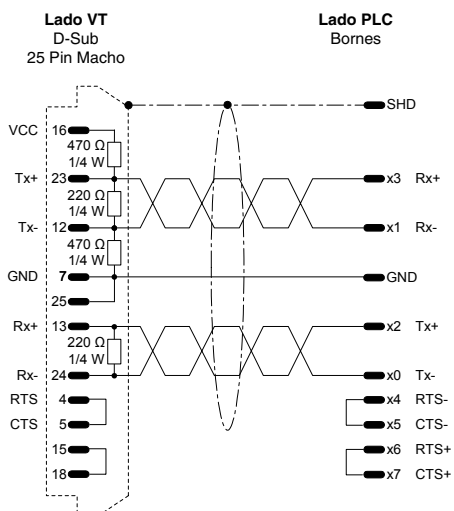 Lado VT
D-Sub
25 Pin Macho
Lado PLC
Bornes
SHD
VCC 16
470 Ω
1/4 W
Tx+ 23
x3 Rx+
220 Ω
1/4 W
Tx- 12
x1 Rx-
470 Ω
1/4 W
GND 7
GND
25
Rx+ 13
x2 Tx+
220 Ω
1/4 W
Rx- 24
x0 Tx-
RTS 4
x4 RTS-
CTS 5
x5 CTS-
15
x6 RTS+
18
x7 CTS+